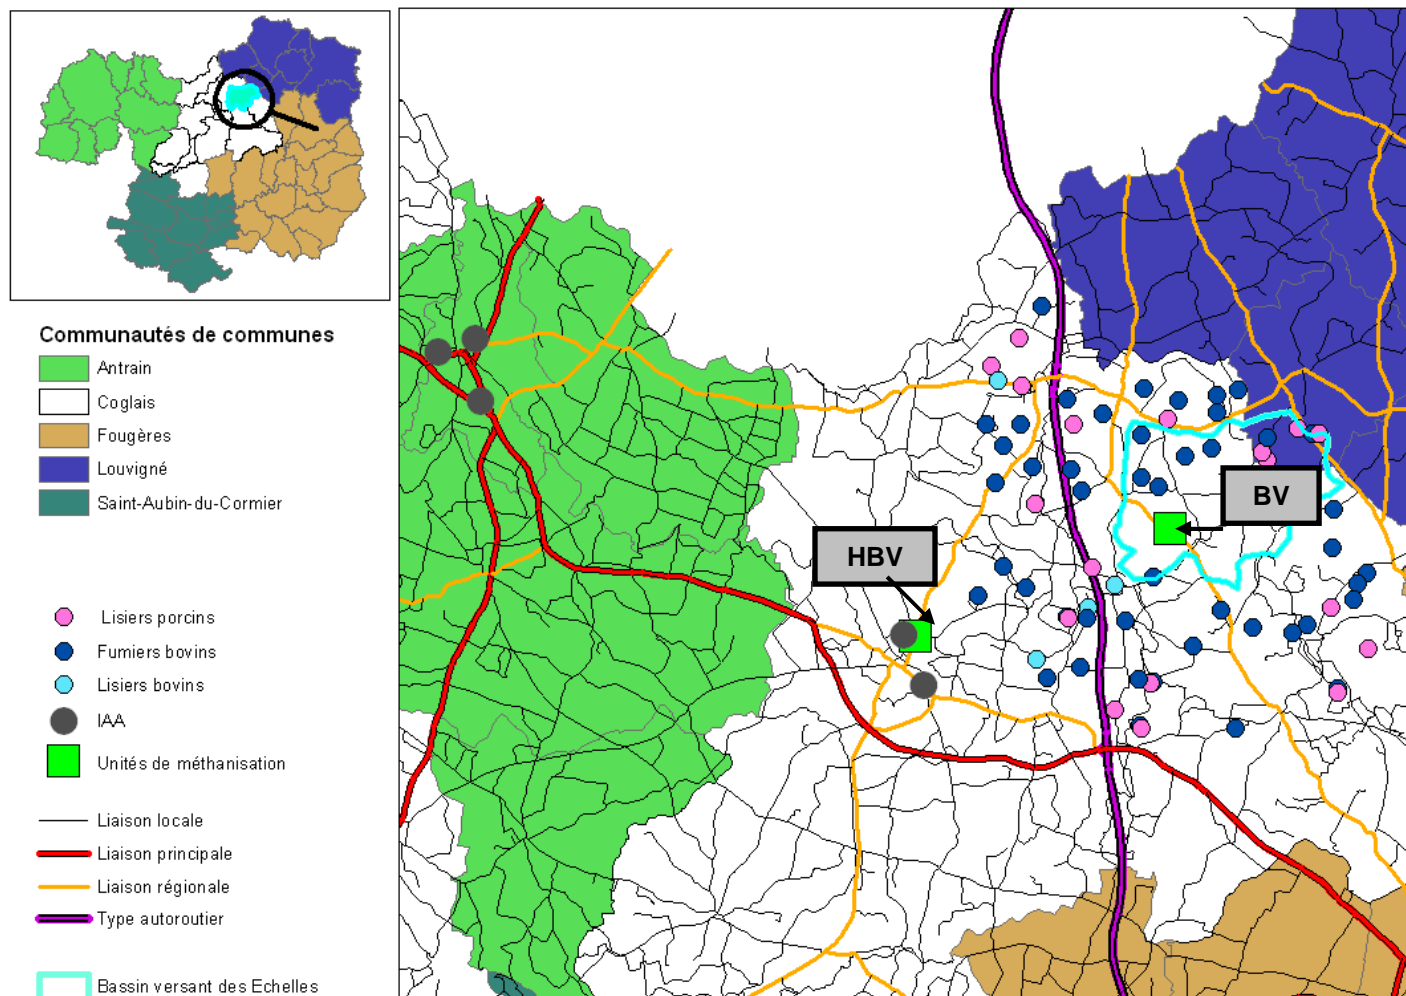 Communautés de communes
Antrain
Coglais
Fougères
Louvigné
Saint-Aubin-du-Cormier
Lisiers porcins
Fumiers bovins
Lisiers bovins
IAA
Unités de méthanisation
Liaison locale
Liaison principale
Liaison régionale
Type autoroutier
Bassin versant des Echelles
BV
HBV